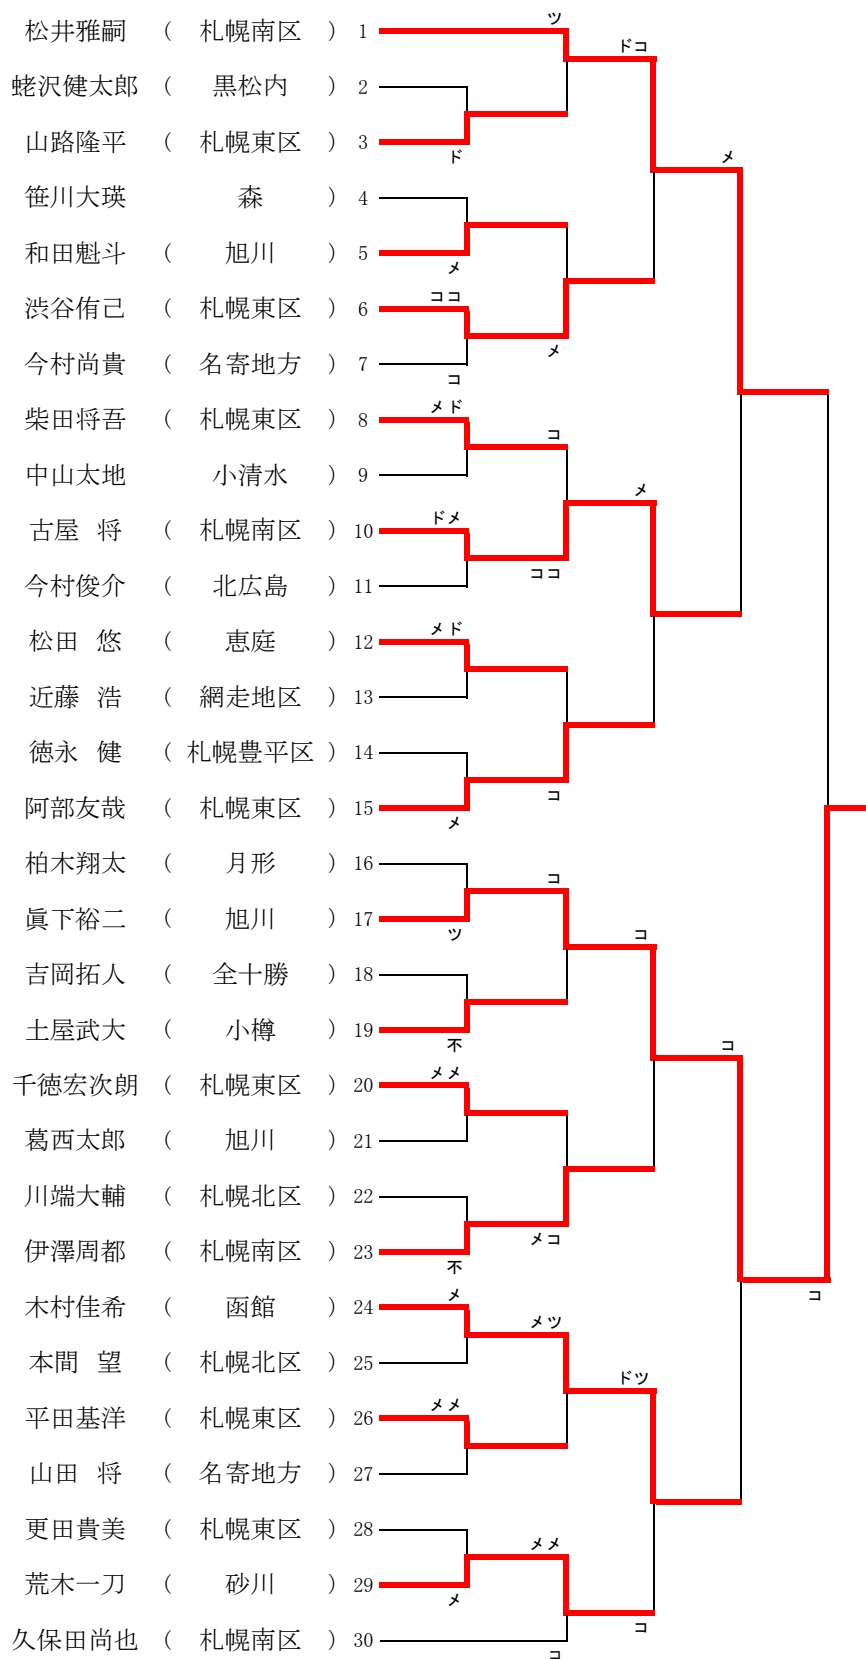 ツ
松井雅嗣 ( 札幌南区 ) 1
ドコ
蛯沢健太郎 ( 黒松内 ) 2
山路隆平 ( 札幌東区 ) 3
ド
メ
笹川大瑛 森 ) 4
和田魁斗 ( 旭川 ) 5
メ
ココ
渋谷侑己 ( 札幌東区 ) 6
メ
今村尚貴 ( 名寄地方 ) 7
コ
メド
柴田将吾 ( 札幌東区 ) 8
コ
中山太地 小清水 ) 9
メ
ドメ
古屋 将 ( 札幌南区 ) 10
ココ
今村俊介 ( 北広島 ) 11
メド
松田 悠 ( 恵庭 ) 12
近藤 浩 ( 網走地区 ) 13
徳永 健 ( 札幌豊平区 ) 14
コ
阿部友哉 ( 札幌東区 ) 15
メ
柏木翔太 ( 月形 ) 16
コ
眞下裕二 ( 旭川 ) 17
ツ
コ
吉岡拓人 ( 全十勝 ) 18
土屋武大 ( 小樽 ) 19
不
コ
メメ
千徳宏次朗 ( 札幌東区 ) 20
葛西太郎 ( 旭川 ) 21
川端大輔 ( 札幌北区 ) 22
メコ
伊澤周都 ( 札幌南区 ) 23
不
メ
コ
木村佳希 ( 函館 ) 24
メツ
本間 望 ( 札幌北区 ) 25
ドツ
メメ
平田基洋 ( 札幌東区 ) 26
山田 将 ( 名寄地方 ) 27
更田貴美 ( 札幌東区 ) 28
メメ
荒木一刀 ( 砂川 ) 29
メ
コ
久保田尚也 ( 札幌南区 ) 30
コ